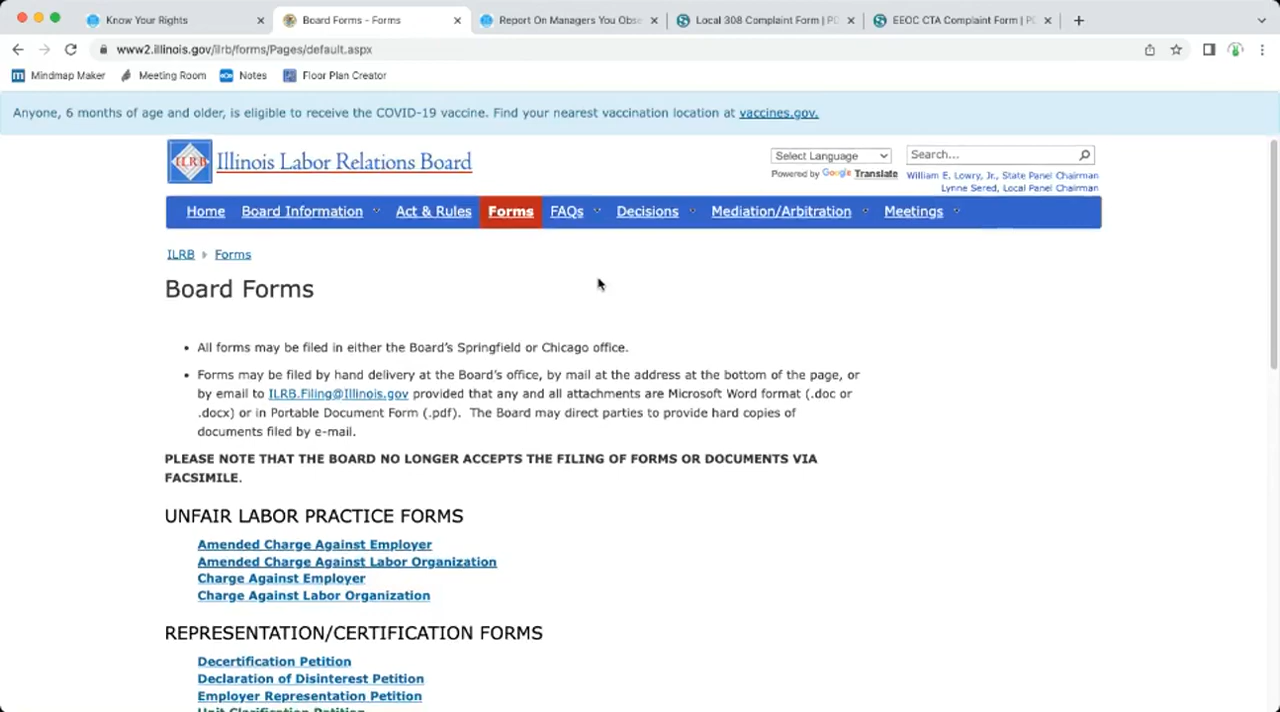 Know Your Rights
Board Forms - Forms
Report On Managers You Obse
Local 308 Complaint Form | PD
EEOC CTA Complaint Form | PD
www2.illinois.gov/ilrb/forms/Pages/default.aspx
Mindmap Maker
Meeting Room
Notes
Floor Plan Creator
Anyone, 6 months of age and older, is eligible to receive the COVID-19 vaccine. Find your nearest vaccination location at vaccines.gov.
ILRB
Illinois Labor Relations Board
Select Language
Search...
Powered by Google Translate
William E. Lowry, Jr., State Panel Chairman
Lynne Sered, Local Panel Chairman
Home Board Information Act & Rules Forms FAQs Decisions Mediation/Arbitration Meetings
ILRB Forms
Board Forms
• All forms may be filed in either the Board's Springfield or Chicago office.
• Forms may be filed by hand delivery at the Board's office, by mail at the address at the bottom of the page, or
by email to ILRB.Filing@Illinois.gov provided that any and all attachments are Microsoft Word format (.doc or
.docx) or in Portable Document Form (.pdf). The Board may direct parties to provide hard copies of
documents filed by e-mail.
PLEASE NOTE THAT THE BOARD NO LONGER ACCEPTS THE FILING OF FORMS OR DOCUMENTS VIA
FACSIMILE.
UNFAIR LABOR PRACTICE FORMS
Amended Charge Against Employer
Amended Charge Against Labor Organization
Charge Against Employer
Charge Against Labor Organization
REPRESENTATION/CERTIFICATION FORMS
Decertification Petition
Declaration of Disinterest Petition
Employer Representation Petition
Unit Clarification Petition